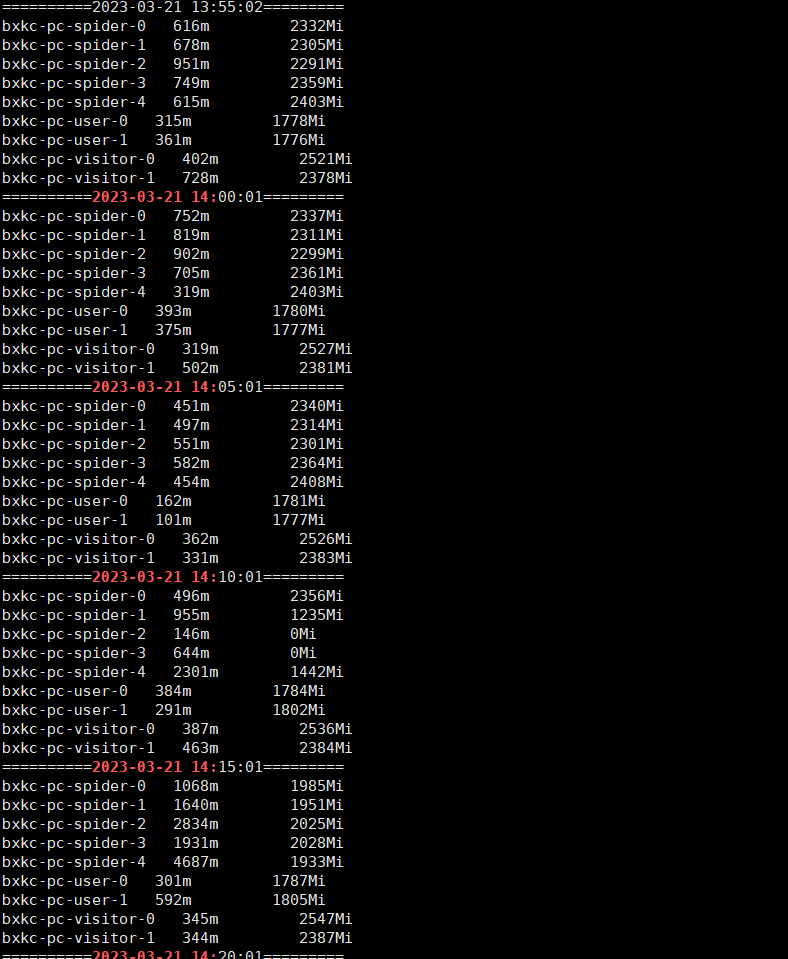 ==========2023-03-21 13:55:02=========
bxkc-pc-spider-0   616m         2332Mi
bxkc-pc-spider-1   678m         2305Mi
bxkc-pc-spider-2   951m         2291Mi
bxkc-pc-spider-3   749m         2359Mi
bxkc-pc-spider-4   615m         2403Mi
bxkc-pc-user-0   315m         1778Mi
bxkc-pc-user-1   361m         1776Mi
bxkc-pc-visitor-0   402m         2521Mi
bxkc-pc-visitor-1   728m         2378Mi
==========2023-03-21 14:00:01=========
bxkc-pc-spider-0   752m         2337Mi
bxkc-pc-spider-1   819m         2311Mi
bxkc-pc-spider-2   902m         2299Mi
bxkc-pc-spider-3   705m         2361Mi
bxkc-pc-spider-4   319m         2403Mi
bxkc-pc-user-0   393m         1780Mi
bxkc-pc-user-1   375m         1777Mi
bxkc-pc-visitor-0   319m         2527Mi
bxkc-pc-visitor-1   502m         2381Mi
==========2023-03-21 14:05:01=========
bxkc-pc-spider-0   451m         2340Mi
bxkc-pc-spider-1   497m         2314Mi
bxkc-pc-spider-2   551m         2301Mi
bxkc-pc-spider-3   582m         2364Mi
bxkc-pc-spider-4   454m         2408Mi
bxkc-pc-user-0   162m         1781Mi
bxkc-pc-user-1   101m         1777Mi
bxkc-pc-visitor-0   362m         2526Mi
bxkc-pc-visitor-1   331m         2383Mi
==========2023-03-21 14:10:01=========
bxkc-pc-spider-0   496m         2356Mi
bxkc-pc-spider-1   955m         1235Mi
bxkc-pc-spider-2   146m         0Mi
bxkc-pc-spider-3   644m         0Mi
bxkc-pc-spider-4   2301m        1442Mi
bxkc-pc-user-0   384m         1784Mi
bxkc-pc-user-1   291m         1802Mi
bxkc-pc-visitor-0   387m         2536Mi
bxkc-pc-visitor-1   463m         2384Mi
==========2023-03-21 14:15:01=========
bxkc-pc-spider-0   1068m        1985Mi
bxkc-pc-spider-1   1640m        1951Mi
bxkc-pc-spider-2   2834m        2025Mi
bxkc-pc-spider-3   1931m        2028Mi
bxkc-pc-spider-4   4687m        1933Mi
bxkc-pc-user-0   301m         1787Mi
bxkc-pc-user-1   592m         1805Mi
bxkc-pc-visitor-0   345m         2547Mi
bxkc-pc-visitor-1   344m         2387Mi
==========2023-03-21 14:20:01=========